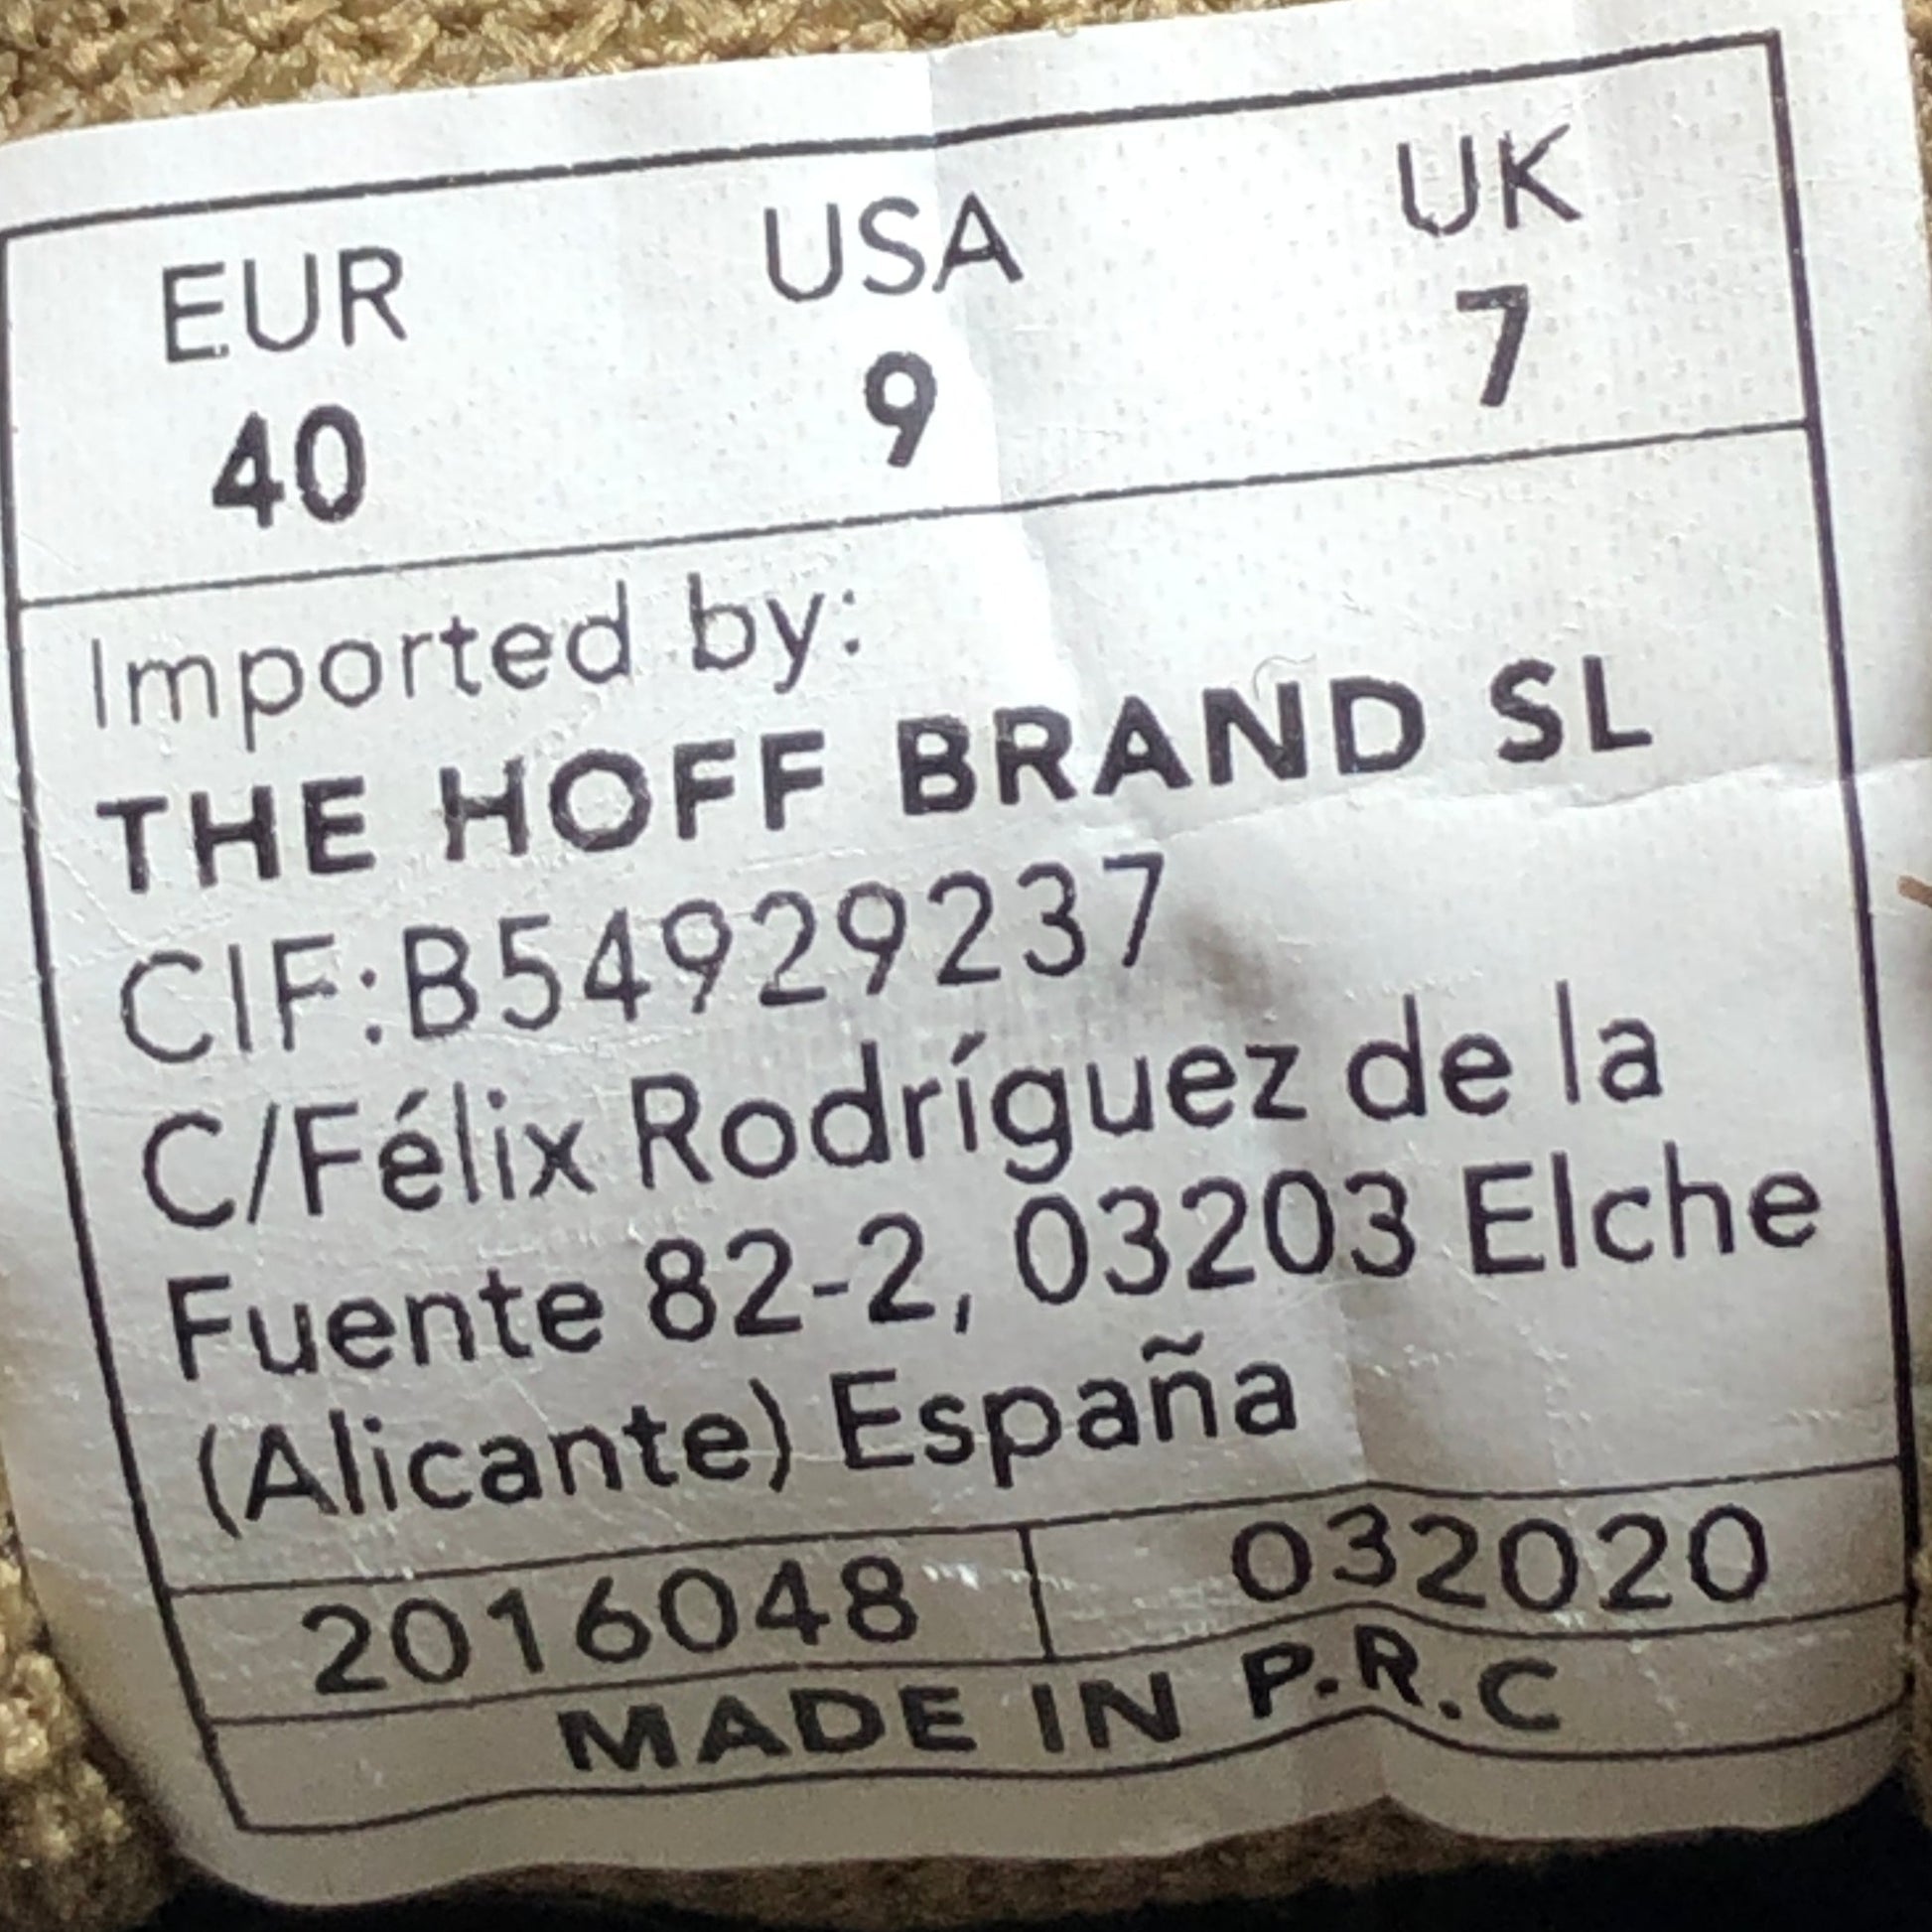 EUR USA UK
40 9 7
Imported by:
THE HOFF BRAND SL
CIF:B54929237
C/Félix Rodríguez de la
Fuente 82-2, 03203 Elche
(Alicante) España
2016048 032020
MADE IN P.R.C